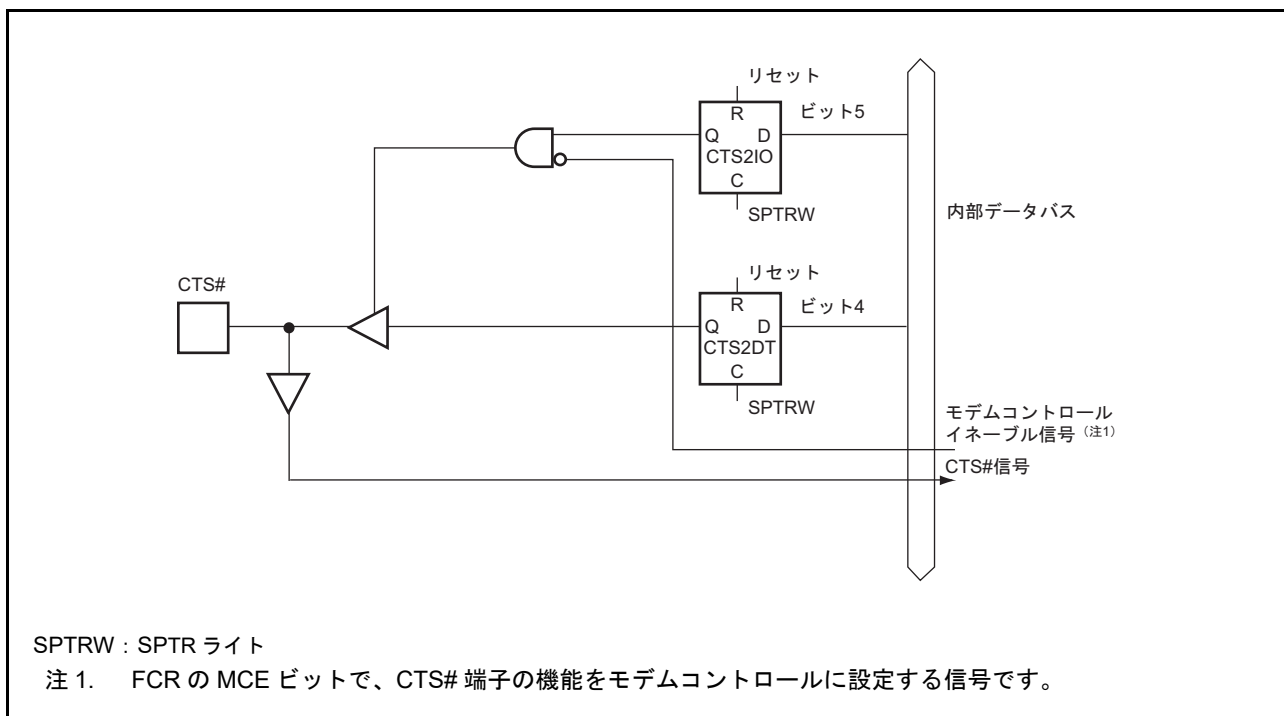 リセット
R
ビット5
Q D
CTS2IO
C
SPTRW
内部データバス
リセット
CTS#
R
ビット4
Q D
CTS2DT
C
SPTRW
モデムコントロール
イネーブル信号（注1）
CTS#信号
SPTRW：SPTR ライト
注 1. FCR の MCE ビットで、CTS# 端子の機能をモデムコントロールに設定する信号です。